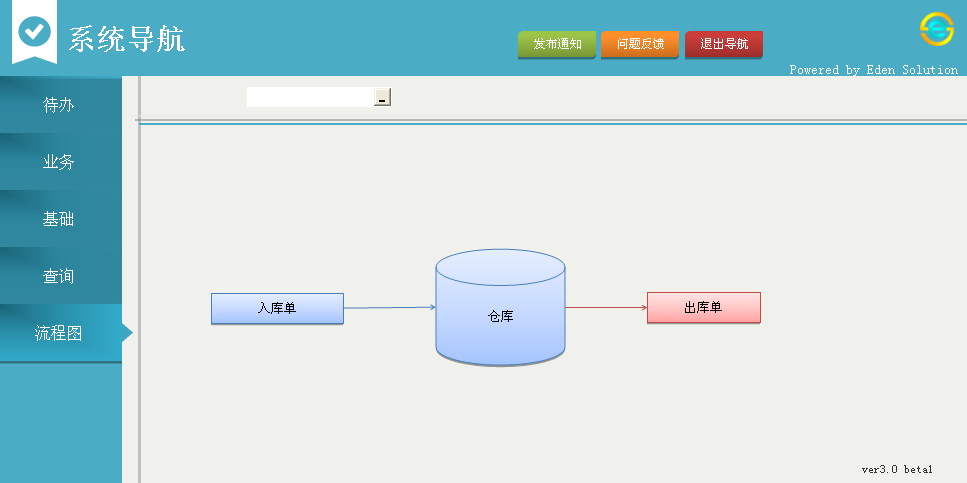 系统导航
发布通知
问题反馈
退出导航
Powered by Eden Solution
待办
业务
基础
查询
流程图
入库单
仓库
出库单
ver3.0 beta1